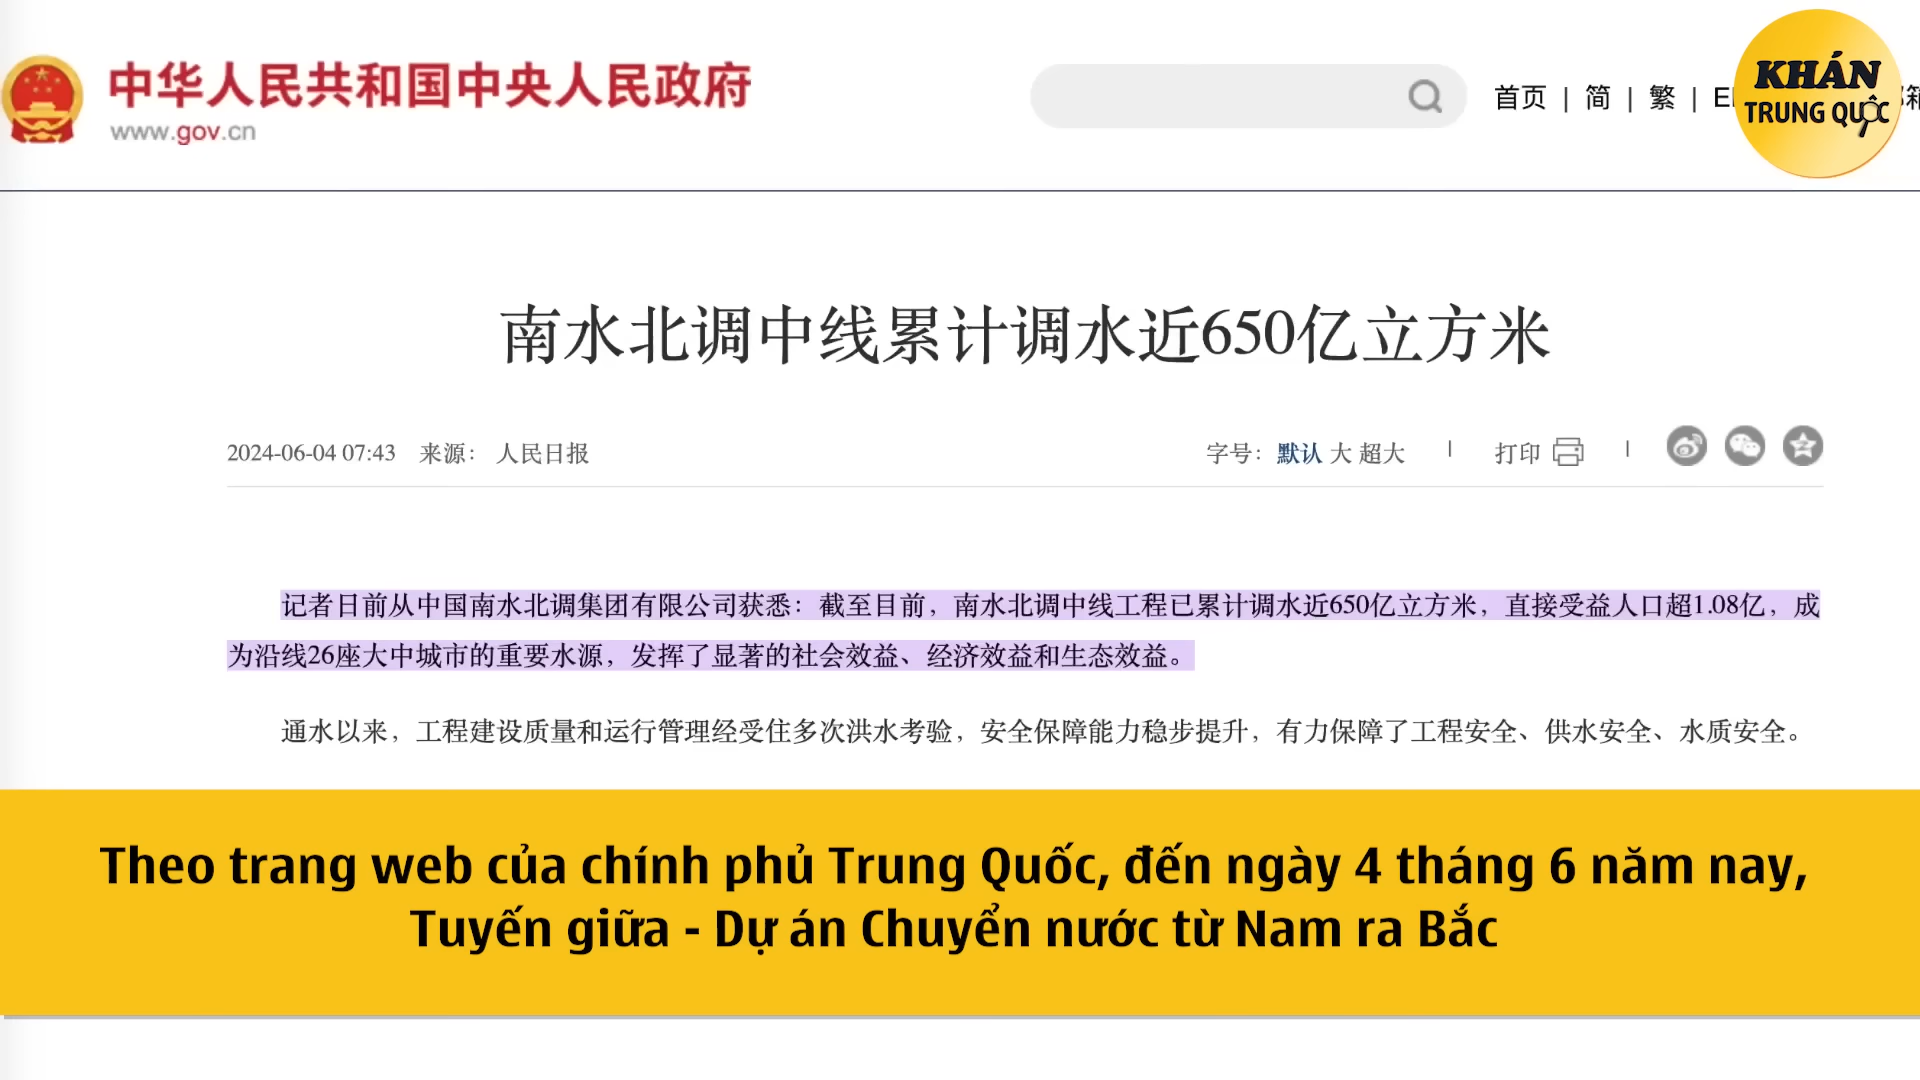 中华人民共和国中央人民政府
www.gov.cn
首页 | 简 | 繁 |
KHÁN
TRUNG QUỐC
南水北调中线累计调水近650亿立方米
2024-06-04 07:43 来源： 人民日报
字号：默认 大 超大 | 打印 |
记者日前从中国南水北调集团有限公司获悉：截至目前，南水北调中线工程已累计调水近650亿立方米，直接受益人口超1.08亿，成
为沿线26座大中城市的重要水源，发挥了显著的社会效益、经济效益和生态效益。
通水以来，工程建设质量和运行管理经受住多次洪水考验，安全保障能力稳步提升，有力保障了工程安全、供水安全、水质安全。
Theo trang web của chính phủ Trung Quốc, đến ngày 4 tháng 6 năm nay,
Tuyến giữa - Dự án Chuyển nước từ Nam ra Bắc